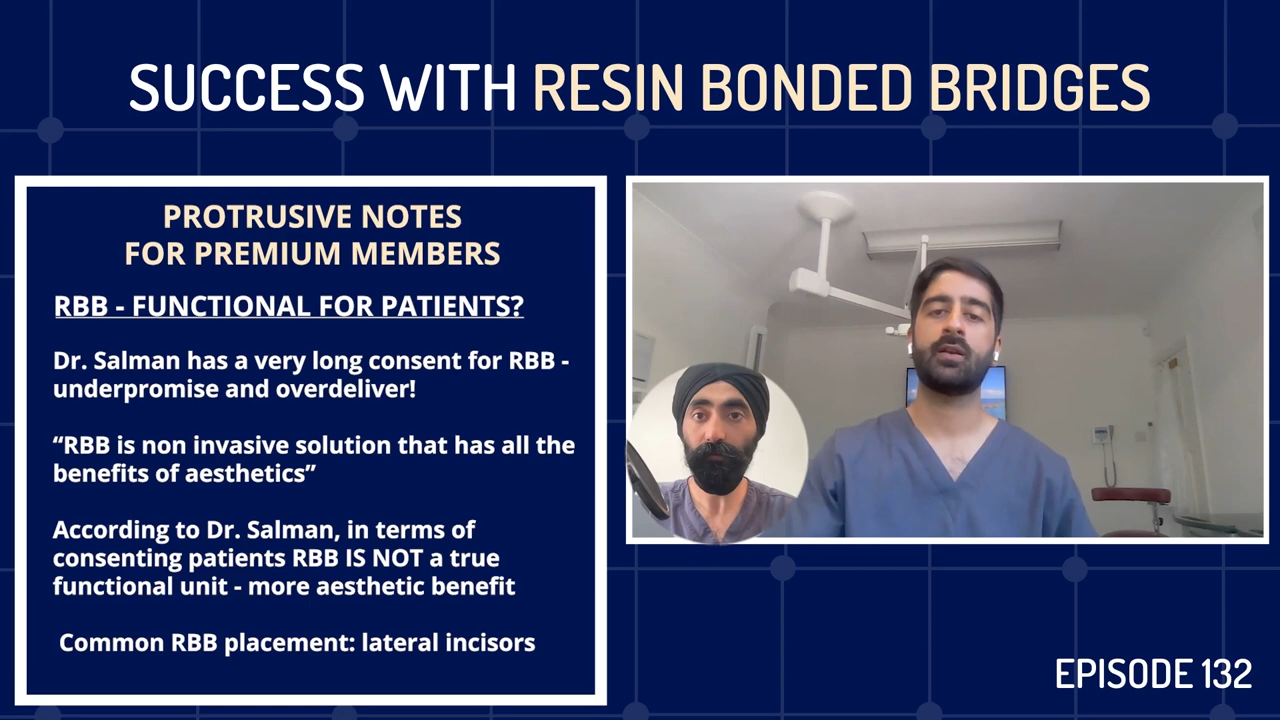 SUCCESS WITH RESIN BONDED BRIDGES
PROTRUSIVE NOTES
FOR PREMIUM MEMBERS
RBB - FUNCTIONAL FOR PATIENTS?
Dr. Salman has a very long consent for RBB -
underpromise and overdeliver!
“RBB is non invasive solution that has all the
benefits of aesthetics”
According to Dr. Salman, in terms of
consenting patients RBB IS NOT a true
functional unit - more aesthetic benefit
Common RBB placement: lateral incisors
EPISODE 132